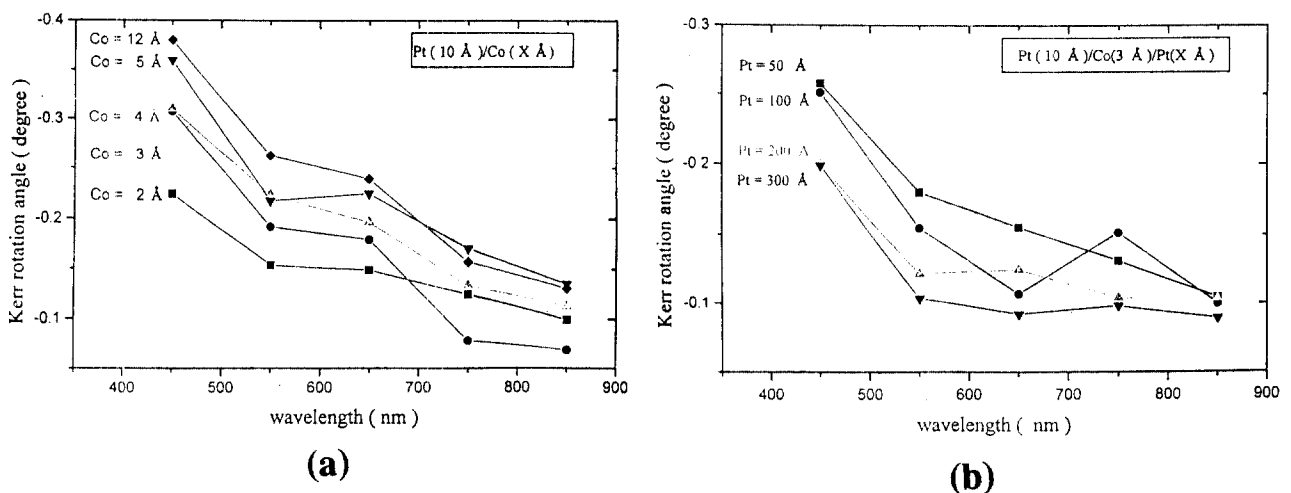 -0.4
-0.3
-0.2
-0.1
Kerr rotation angle ( degree )
Co = 12 Å
Co = 5 Å
Co = 4 Å
Co = 3 Å
Co = 2 Å
Pt ( 10 Å )/Co ( X Å )
400 500 600 700 800 900
wavelength ( nm )
(a)
-0.3
-0.2
-0.1
Kerr rotation angle ( degree )
Pt = 50 Å
Pt = 100 Å
Pt = 200 Å
Pt = 300 Å
Pt ( 10 Å )/Co(3 Å )/Pt(X Å )
400 500 600 700 800 900
wavelength ( nm )
(b)